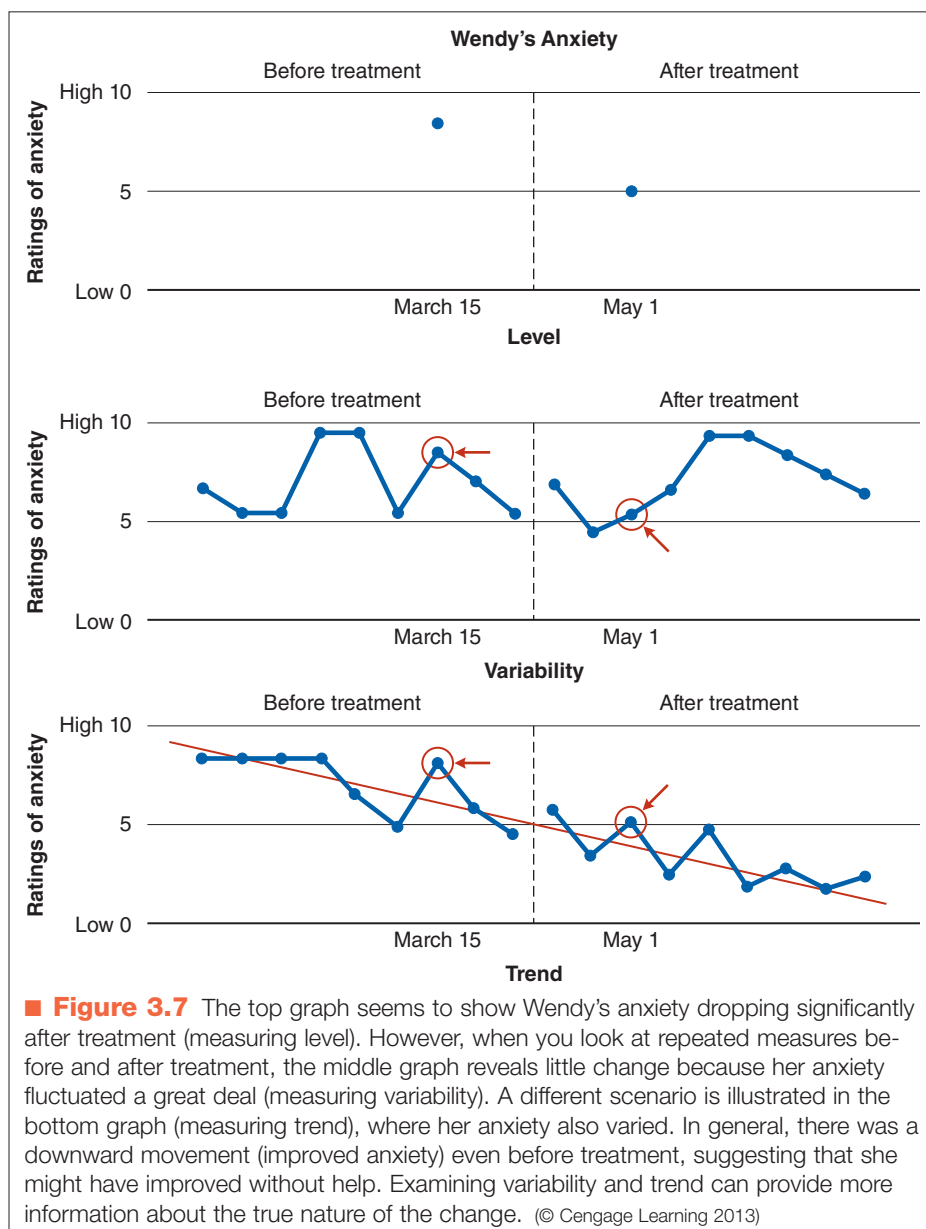 Wendy's Anxiety
Before treatment After treatment
High 10
Ratings of anxiety
5
Low 0
March 15 May 1
Level
Before treatment After treatment
High 10
Ratings of anxiety
5
Low 0
March 15 May 1
Variability
Before treatment After treatment
High 10
Ratings of anxiety
5
Low 0
March 15 May 1
Trend
■ Figure 3.7 The top graph seems to show Wendy's anxiety dropping significantly
after treatment (measuring level). However, when you look at repeated measures be-
fore and after treatment, the middle graph reveals little change because her anxiety
fluctuated a great deal (measuring variability). A different scenario is illustrated in the
bottom graph (measuring trend), where her anxiety also varied. In general, there was a
downward movement (improved anxiety) even before treatment, suggesting that she
might have improved without help. Examining variability and trend can provide more
information about the true nature of the change. (© Cengage Learning 2013)